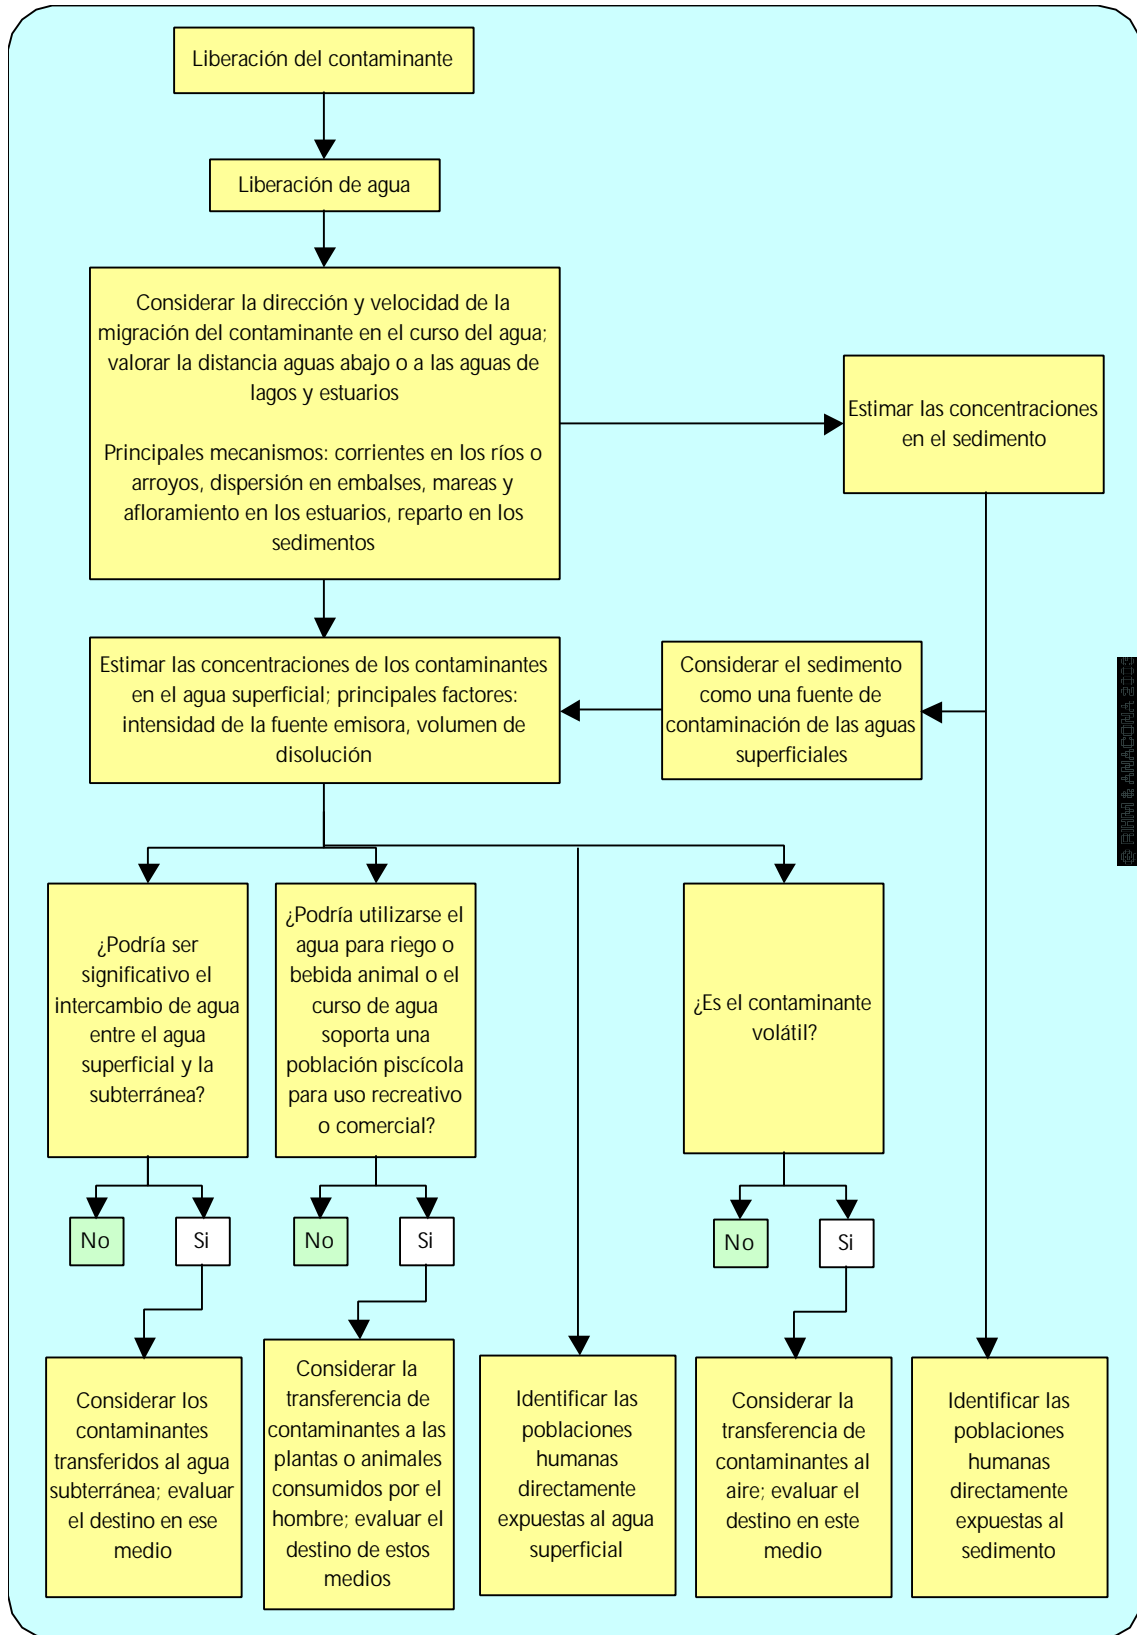 Liberación del contaminante
Liberación de agua
Considerar la dirección y velocidad de la
migración del contaminante en el curso del agua;
valorar la distancia aguas abajo o a las aguas de
lagos y estuarios
Principales mecanismos: corrientes en los ríos o
arroyos, dispersión en embalses, mareas y
afloramiento en los estuarios, reparto en los
sedimentos
Estimar las concentraciones
en el sedimento
Estimar las concentraciones de los contaminantes
en el agua superficial; principales factores:
intensidad de la fuente emisora, volumen de
disolución
Considerar el sedimento
como una fuente de
contaminación de las aguas
superficiales
¿Podría ser
significativo el
intercambio de agua
entre el agua
superficial y la
subterránea?
¿Podría utilizarse el
agua para riego o
bebida animal o el
curso de agua
soporta una
población piscícola
para uso recreativo
o comercial?
¿Es el contaminante
volátil?
No
Si
No
Si
No
Si
Considerar los
contaminantes
transferidos al agua
subterránea; evaluar
el destino en ese
medio
Considerar la
transferencia de
contaminantes a las
plantas o animales
consumidos por el
hombre; evaluar el
destino de estos
medios
Identificar las
poblaciones
humanas
directamente
expuestas al agua
superficial
Considerar la
transferencia de
contaminantes al
aire; evaluar el
destino en este
medio
Identificar las
poblaciones
humanas
directamente
expuestas al
sedimento